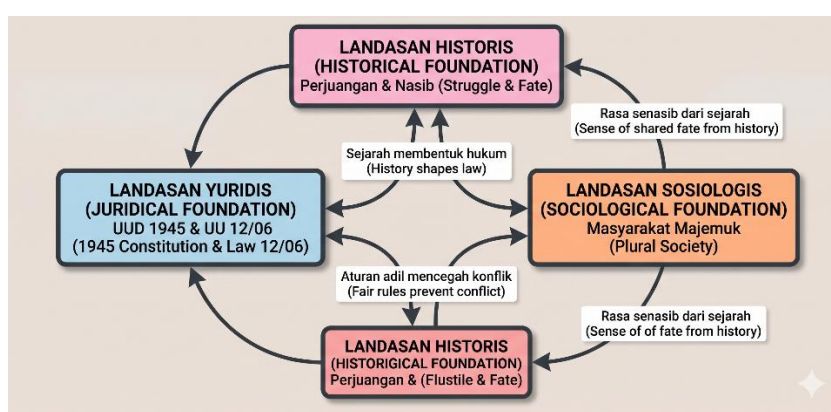 LANDASAN HISTORIS
(HISTORICAL FOUNDATION)
Perjuangan & Nasib (Struggle & Fate)
Rasa senasib dari sejarah
(Sense of shared fate from history)
Sejarah membentuk hukum
(History shapes law)
LANDASAN YURIDIS
(JURIDICAL FOUNDATION)
UUD 1945 & UU 12/06
(1945 Constitution & Law 12/06)
LANDASAN SOSIOLOGIS
(SOCIOLOGICAL FOUNDATION)
Masyarakat Majemuk
(Plural Society)
Aturan adil mencegah konflik
(Fair rules prevent conflict)
Rasa senasib dari sejarah
(Sense of of fate from history)
LANDASAN HISTORIS
(HISTORIGICAL FOUNDATION)
Perjuangan & (Flustile & Fate)